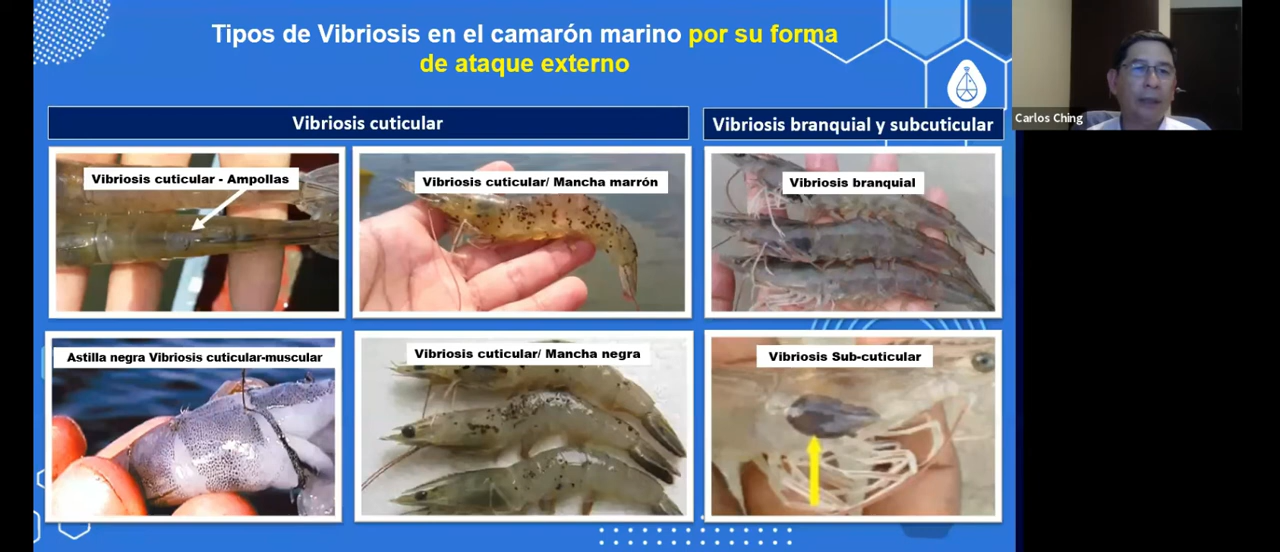 Tipos de Vibriosis en el camarón marino por su forma
de ataque externo
Carlos Ching
Vibriosis cuticular
Vibriosis branquial y subcuticular
Vibriosis cuticular - Ampollas
Vibriosis cuticular/ Mancha marrón
Vibriosis branquial
Astilla negra Vibriosis cuticular-muscular
Vibriosis cuticular/ Mancha negra
Vibriosis Sub-cuticular